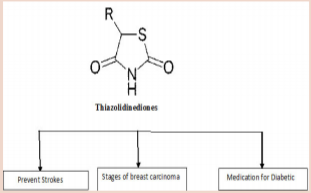 R
S
O
O
N
H
Thiazolidinediones
Prevent Strokes
Stages of breast carcinoma
Medication for Diabetic